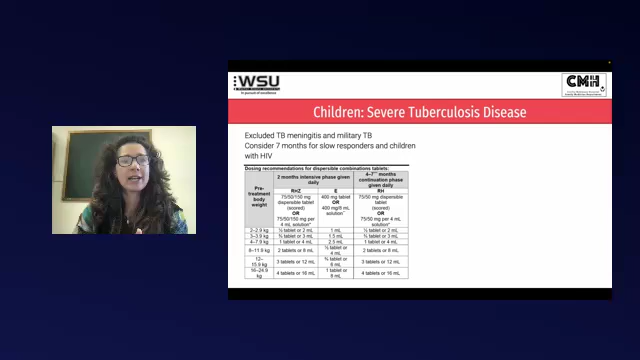 WSU
in pursuit of excellence
CMH
Children: Severe Tuberculosis Disease
Excluded TB meningitis and military TB
Consider 7 months for slow responders and children
with HIV
Dosing recommendations for dispersible combinations tablets:
Pre-treatment body weight
2 months intensive phase given daily
4–7 months continuation phase given daily
RHZ
E
RH
75/50/150 mg dispersible tablet (scored) OR 75/50/150 mg per 4 mL solution*
400 mg tablet OR 400 mg/8 mL solution*
75/50 mg dispersible tablet (scored) OR 75/50 mg per 4 mL solution*
2–2.9 kg ½ tablet or 2 mL 1 mL ½ tablet or 2 mL
3–3.9 kg ¾ tablet or 3 mL 1.5 mL ¾ tablet or 3 mL
4–7.9 kg 1 tablet or 4 mL 2.5 mL 1 tablet or 4 mL
8–11.9 kg 2 tablets or 8 mL ½ tablet or 4 mL 2 tablets or 8 mL
12–15.9 kg 3 tablets or 12 mL ¾ tablet or 6 mL 3 tablets or 12 mL
16–24.9 kg 4 tablets or 16 mL 1 tablet or 8 mL 4 tablets or 16 mL